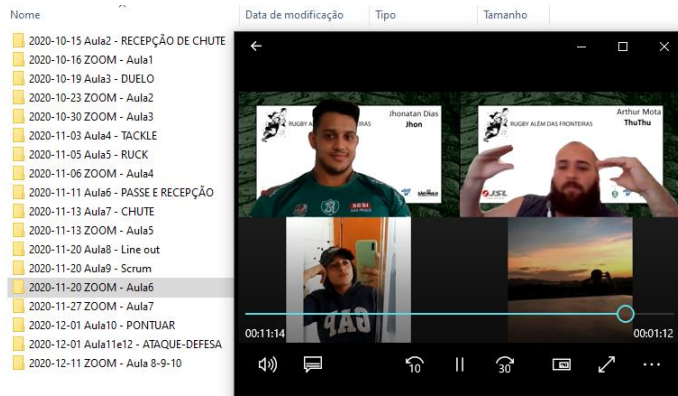 Nome
Data de modificação
Tipo
Tamanho
2020-10-15 Aula2 - RECEPÇÃO DE CHUTE
2020-10-16 ZOOM - Aula1
2020-10-19 Aula3 - DUELO
2020-10-23 ZOOM - Aula2
2020-10-30 ZOOM - Aula3
2020-11-03 Aula4 - TACKLE
2020-11-05 Aula5 - RUCK
2020-11-06 ZOOM - Aula4
2020-11-11 Aula6 - PASSE E RECEPÇÃO
2020-11-13 Aula7 - CHUTE
2020-11-13 ZOOM - Aula5
2020-11-20 Aula8 - Line out
2020-11-20 Aula9 - Scrum
2020-11-20 ZOOM - Aula6
2020-11-27 ZOOM - Aula7
2020-12-01 Aula10 - PONTUAR
2020-12-01 Aula11e12 - ATAQUE-DEFESA
2020-12-11 ZOOM - Aula 8-9-10
Jhonatan Dias
Jhon
RUGBY A
RAS
SESI
Arthur Mota
ThuThu
RUGBY ALÉM DAS FRONTEIRAS
JSL
GAP
00:11:14
00:01:12
10
30